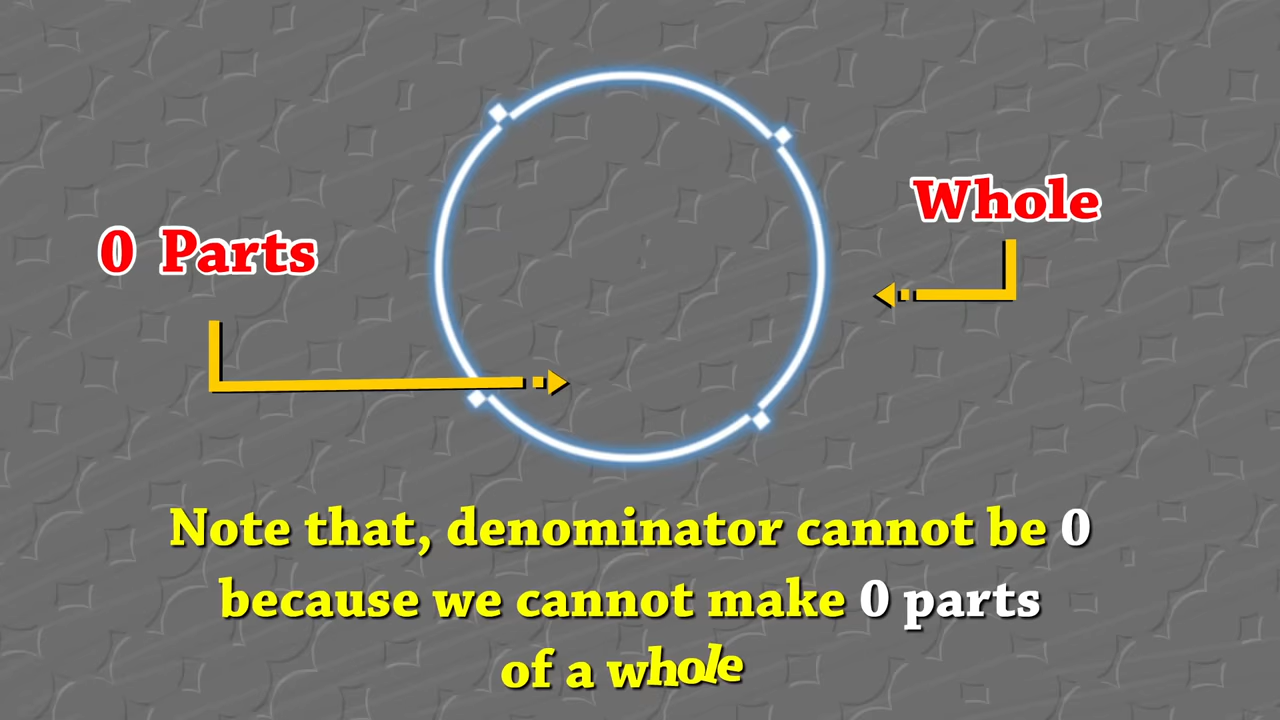 0 Parts
Whole
Note that, denominator cannot be 0
because we cannot make 0 parts
of a whole